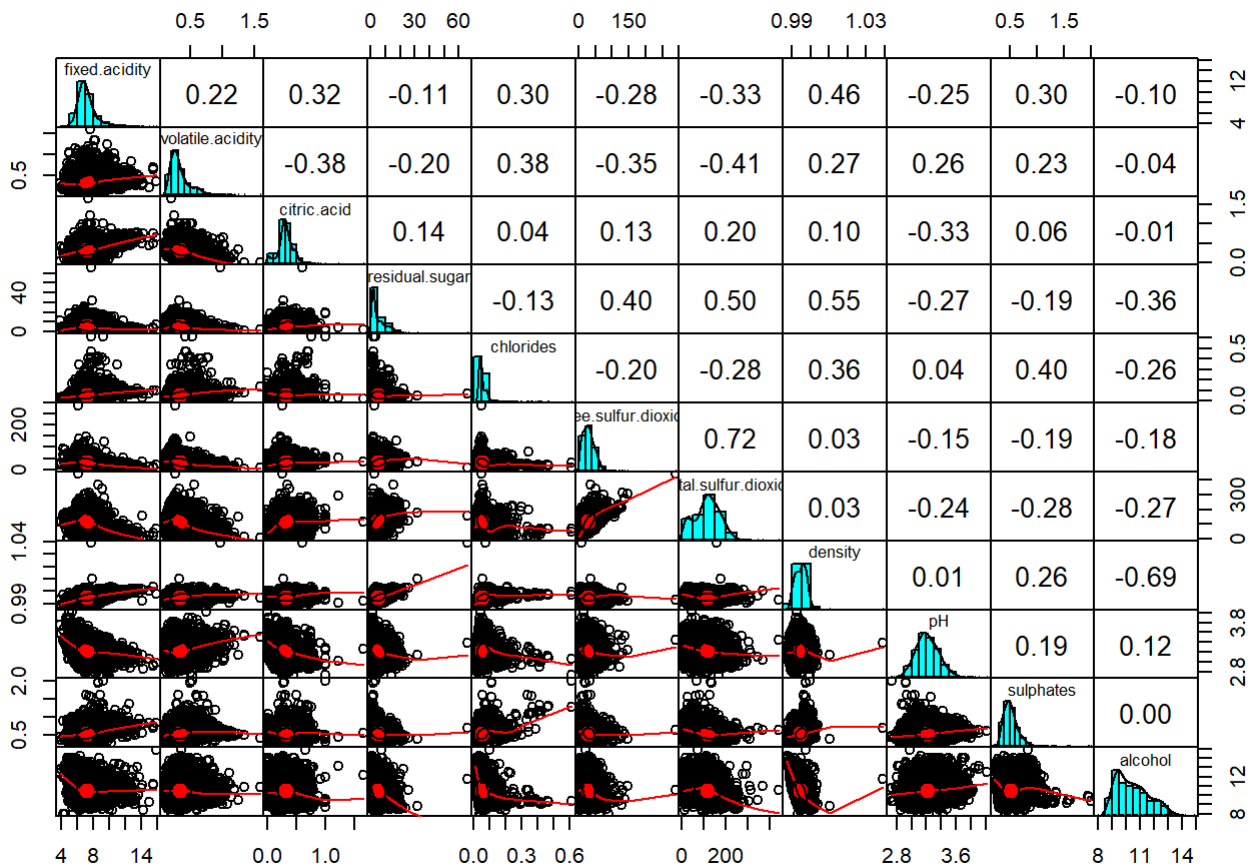 0.5 1.5 0 30 60 0 150 0.99 1.03 0.5 1.5
fixed.acidity 0.22 0.32 -0.11 0.30 -0.28 -0.33 0.46 -0.25 0.30 -0.10 4 12
0.5 volatile.acidity -0.38 -0.20 0.38 -0.35 -0.41 0.27 0.26 0.23 -0.04
citric.acid 0.14 0.04 0.13 0.20 0.10 -0.33 0.06 -0.01 0.0 1.5
0 40 residual.sugar -0.13 0.40 0.50 0.55 -0.27 -0.19 -0.36
chlorides -0.20 -0.28 0.36 0.04 0.40 -0.26 0.0 0.5
0 200 ee.sulfur.dioxid 0.72 0.03 -0.15 -0.19 -0.18
tal.sulfur.dioxid 0.03 -0.24 -0.28 -0.27 0 300
0.99 1.04 density 0.01 0.26 -0.69
pH 0.19 0.12 2.8 3.8
0.5 2.0 sulphates 0.00
alcohol 8 12
4 8 14 0.0 1.0 0.0 0.3 0.6 0 200 2.8 3.6 8 11 14